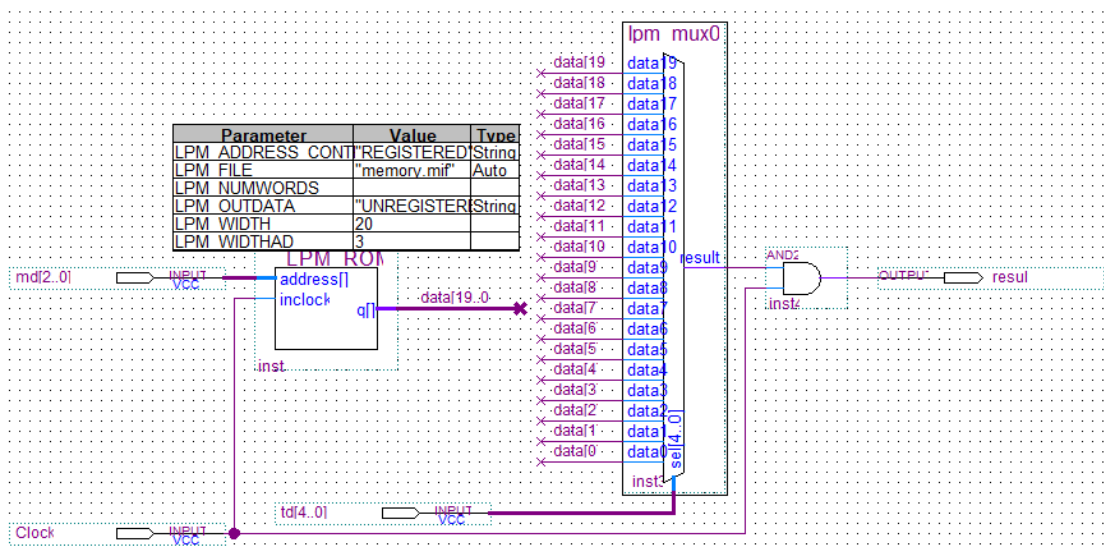 lpm_mux0
data[19 data19
data[18 data18
data[17 data17
data[16 data16
data[15 data15
data[14 data14
data[13 data13
data[12 data12
data[11 data11
data[10 data10
data[9 data9
data[8 data8
data[7 data7
data[6 data6
data[5 data5
data[4 data4
data[3 data3
data[2 data2
data[1 data1
data[0 data0
sel[4..0]
result
inst3
Parameter Value Type
LPM_ADDRESS_CONT "REGISTERED" String
LPM_FILE "memory.mif" Auto
LPM_NUMWORDS
LPM_OUTDATA "UNREGISTERE String
LPM_WIDTH 20
LPM_WIDTHAD 3
LPM_ROM
md[2..0] INPUT
VCC
address[]
inclock
q[] data[19..0
inst
AND2
inst4
OUTPUT resul
td[4..0] INPUT
VCC
Clock INPUT
VCC